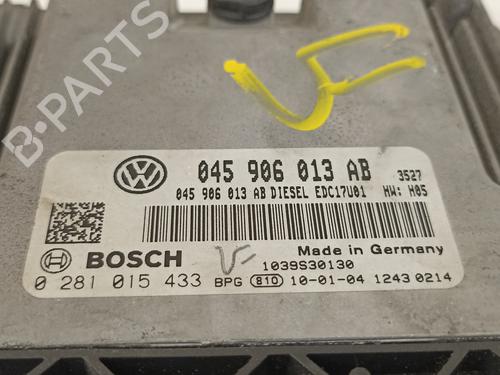 VF
045 906 013 AB 3527
045 906 013 AB DIESEL EDC17U01 HW: H05
BOSCH Made in Germany
1039S30130
0 281 015 433 BPG 810 10-01-04 1243 0214
B-PARTS